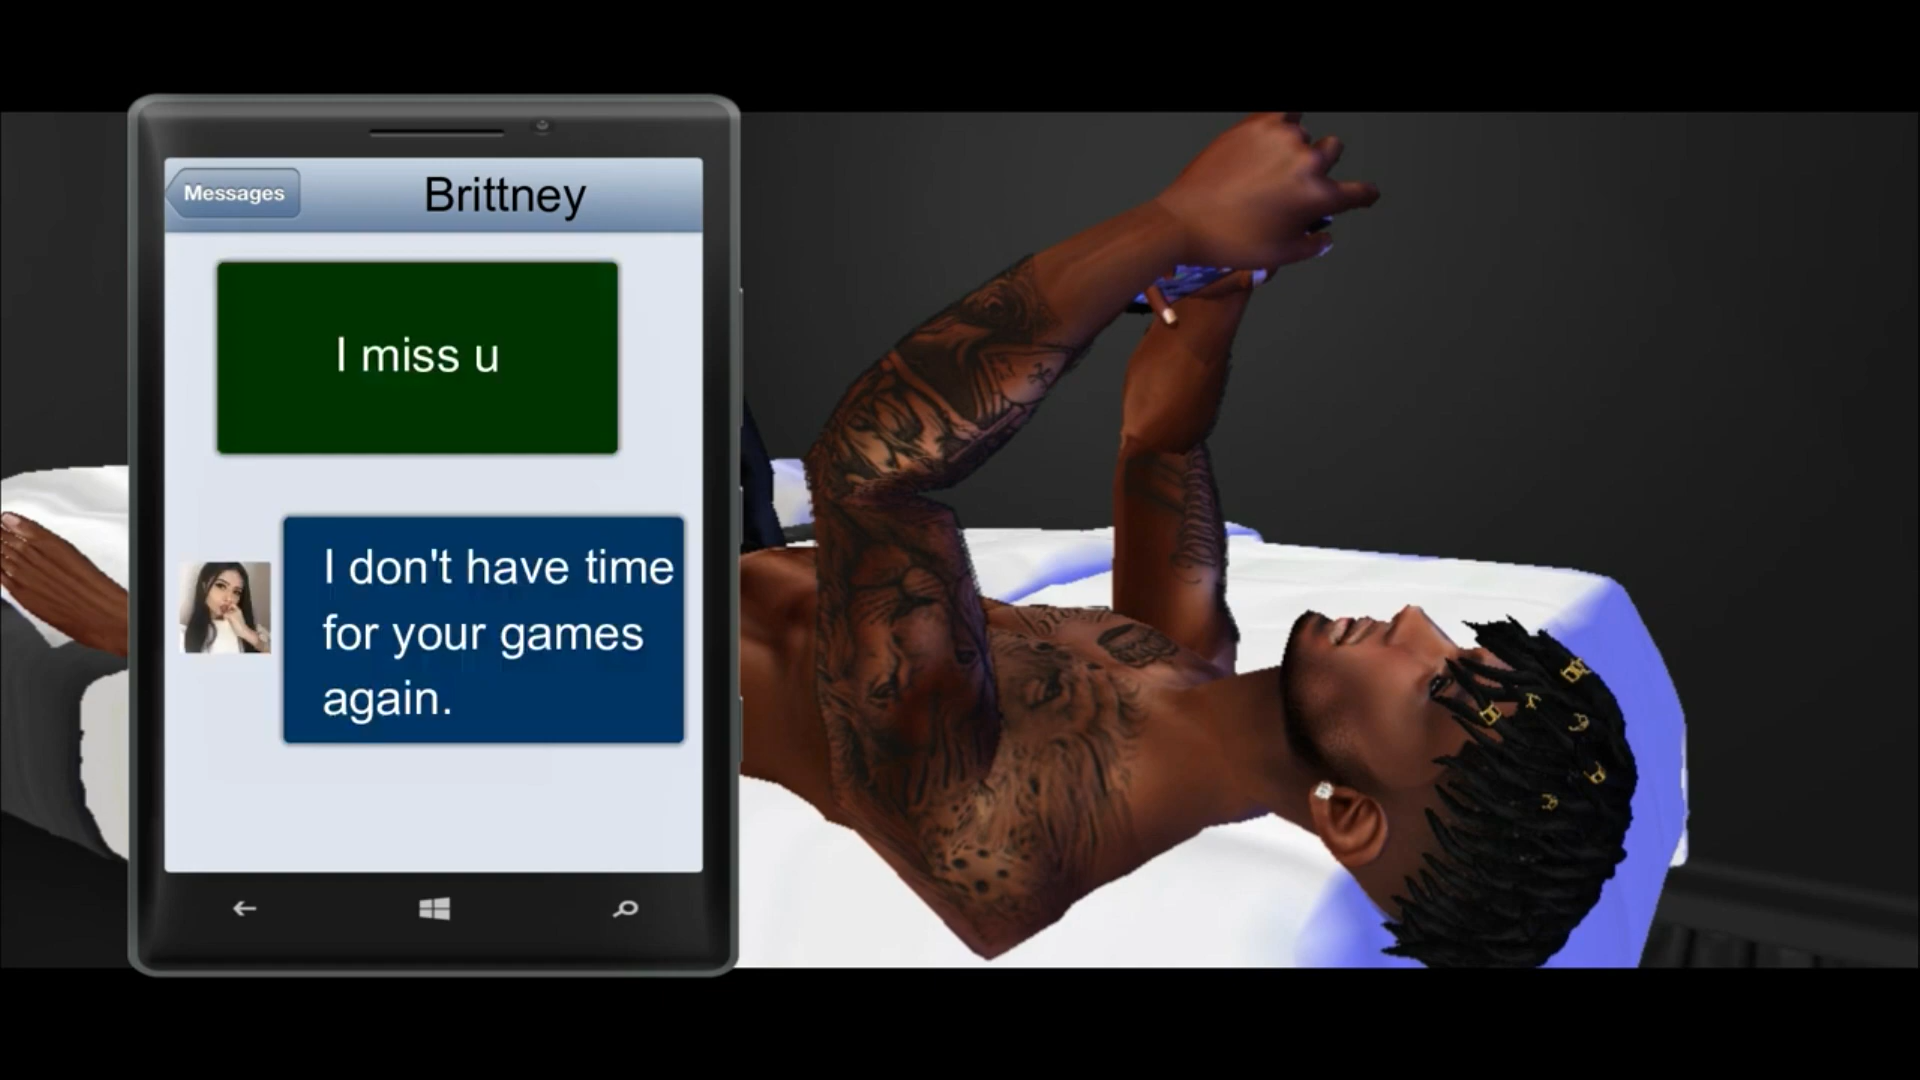 Messages
Brittney
I miss u
I don't have time
for your games
again.